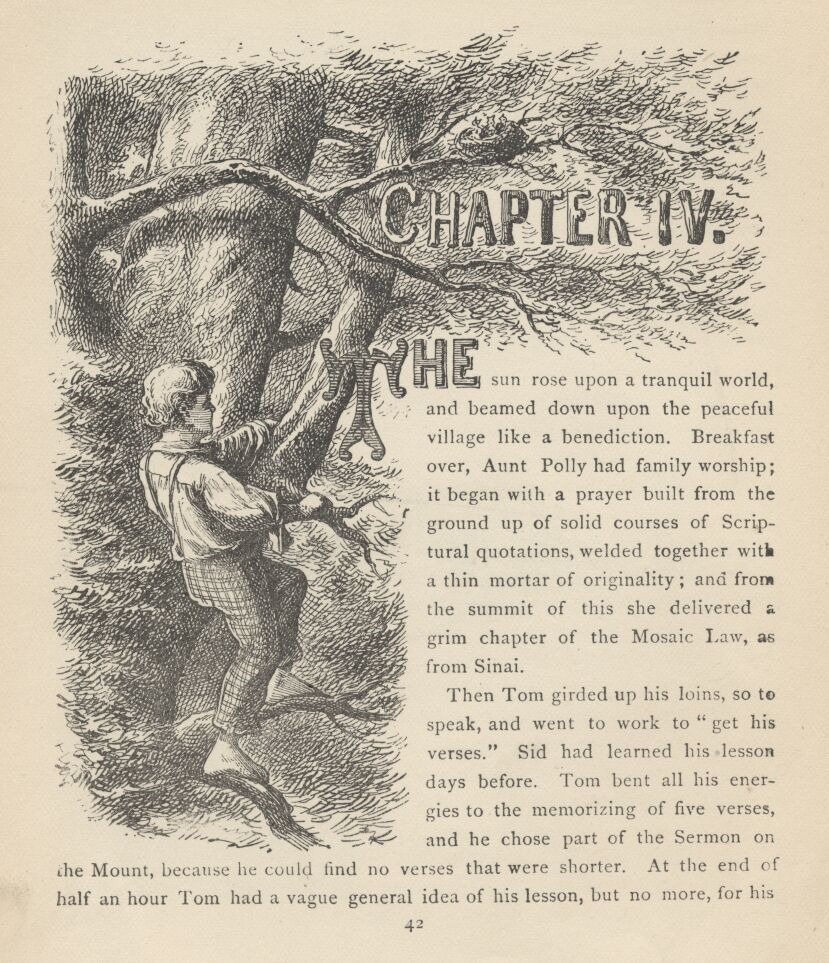 CHAPTER IV.
THE sun rose upon a tranquil world,
and beamed down upon the peaceful
village like a benediction. Breakfast
over, Aunt Polly had family worship;
it began with a prayer built from the
ground up of solid courses of Scrip-
tural quotations, welded together with
a thin mortar of originality; and from
the summit of this she delivered a
grim chapter of the Mosaic Law, as
from Sinai.
Then Tom girded up his loins, so to
speak, and went to work to “get his
verses.” Sid had learned his lesson
days before. Tom bent all his ener-
gies to the memorizing of five verses,
and he chose part of the Sermon on
the Mount, because he could find no verses that were shorter. At the end of
half an hour Tom had a vague general idea of his lesson, but no more, for his
42